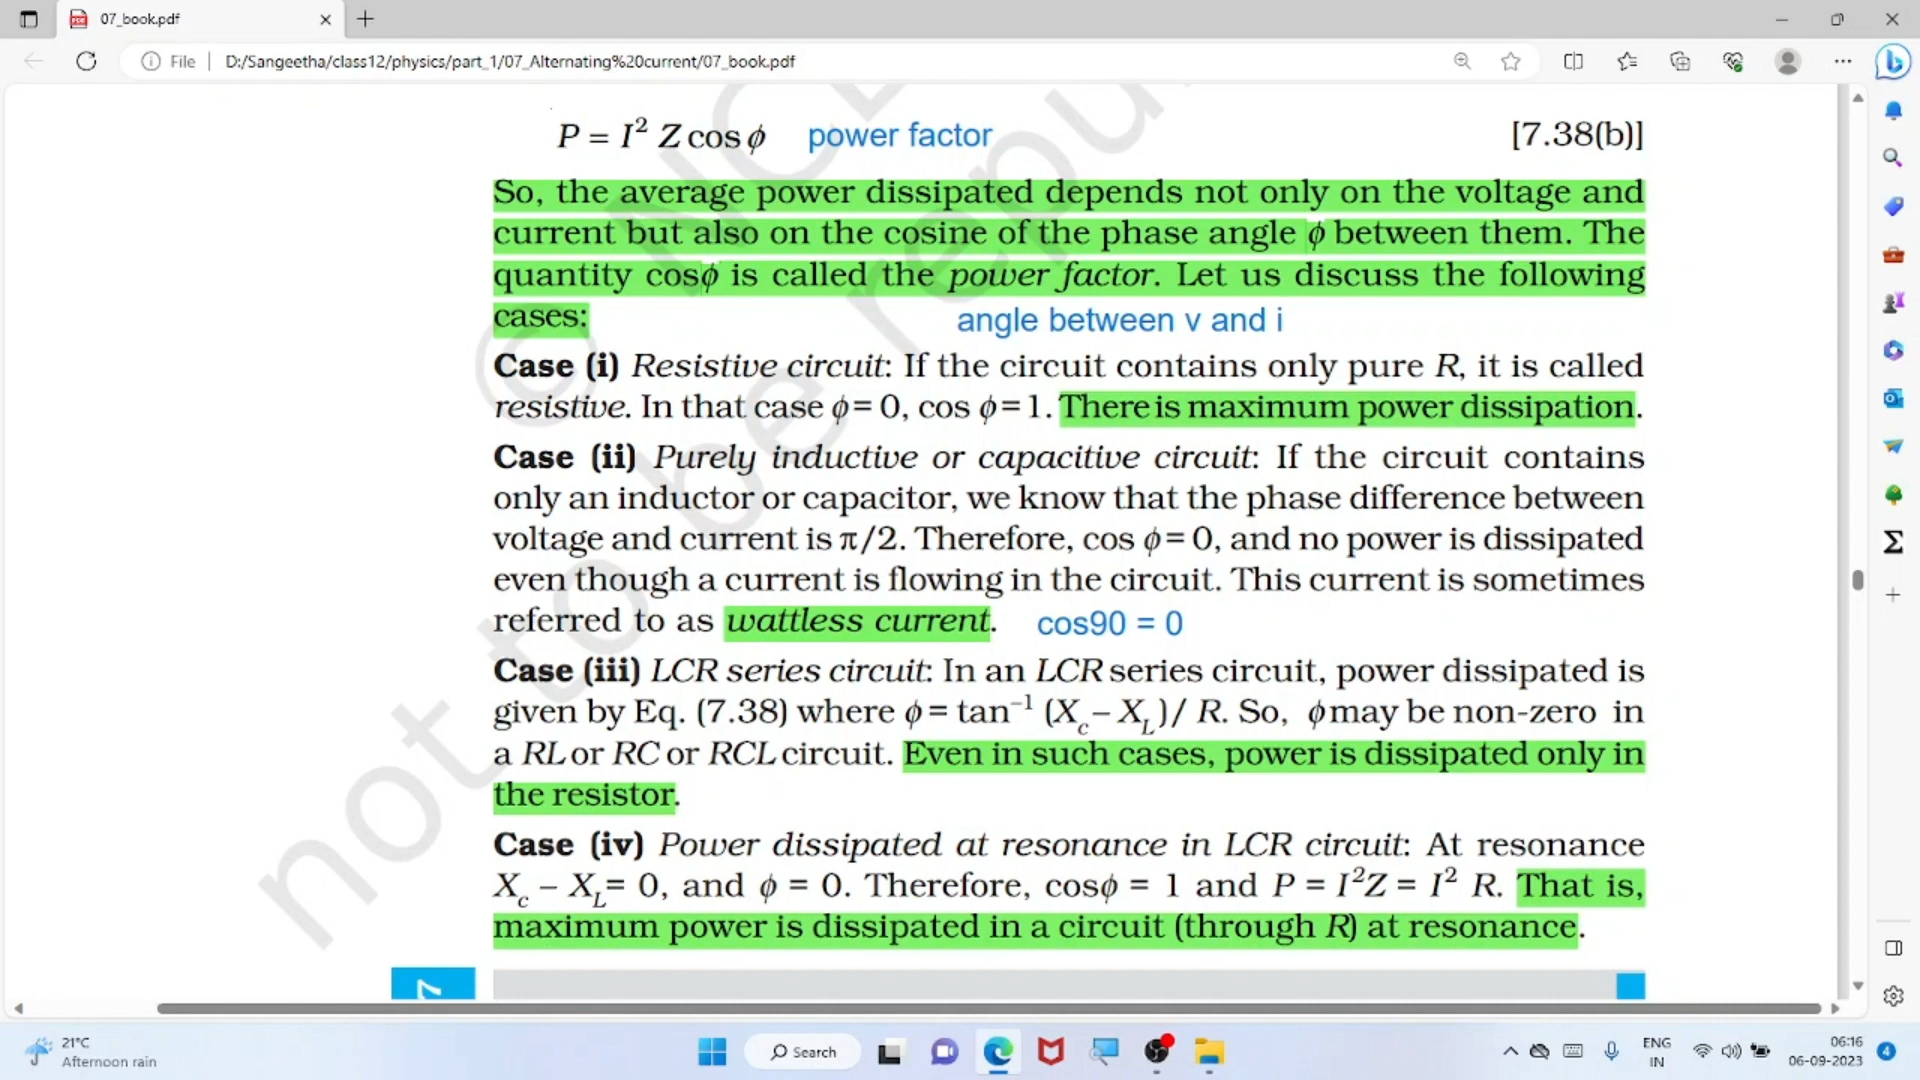 07_book.pdf
File
D:/Sangeetha/class12/physics/part_1/07_Alternating%20current/07_book.pdf
P = I² Z cos ϕ power factor [7.38(b)]
So, the average power dissipated depends not only on the voltage and
current but also on the cosine of the phase angle ϕ between them. The
quantity cosϕ is called the power factor. Let us discuss the following
cases: angle between v and i
Case (i) Resistive circuit: If the circuit contains only pure R, it is called
resistive. In that case ϕ = 0, cos ϕ = 1. There is maximum power dissipation.
Case (ii) Purely inductive or capacitive circuit: If the circuit contains
only an inductor or capacitor, we know that the phase difference between
voltage and current is π/2. Therefore, cos ϕ = 0, and no power is dissipated
even though a current is flowing in the circuit. This current is sometimes
referred to as wattless current. cos90 = 0
Case (iii) LCR series circuit: In an LCR series circuit, power dissipated is
given by Eq. (7.38) where ϕ = tan⁻¹ (X_c – X_L)/ R. So, ϕ may be non-zero in
a RL or RC or RCL circuit. Even in such cases, power is dissipated only in
the resistor.
Case (iv) Power dissipated at resonance in LCR circuit: At resonance
X_c – X_L= 0, and ϕ = 0. Therefore, cosϕ = 1 and P = I²Z = I² R. That is,
maximum power is dissipated in a circuit (through R) at resonance.
not to be repu
© NCE
21°C
Afternoon rain
Search
ENG
IN
06:16
06-09-2023
4